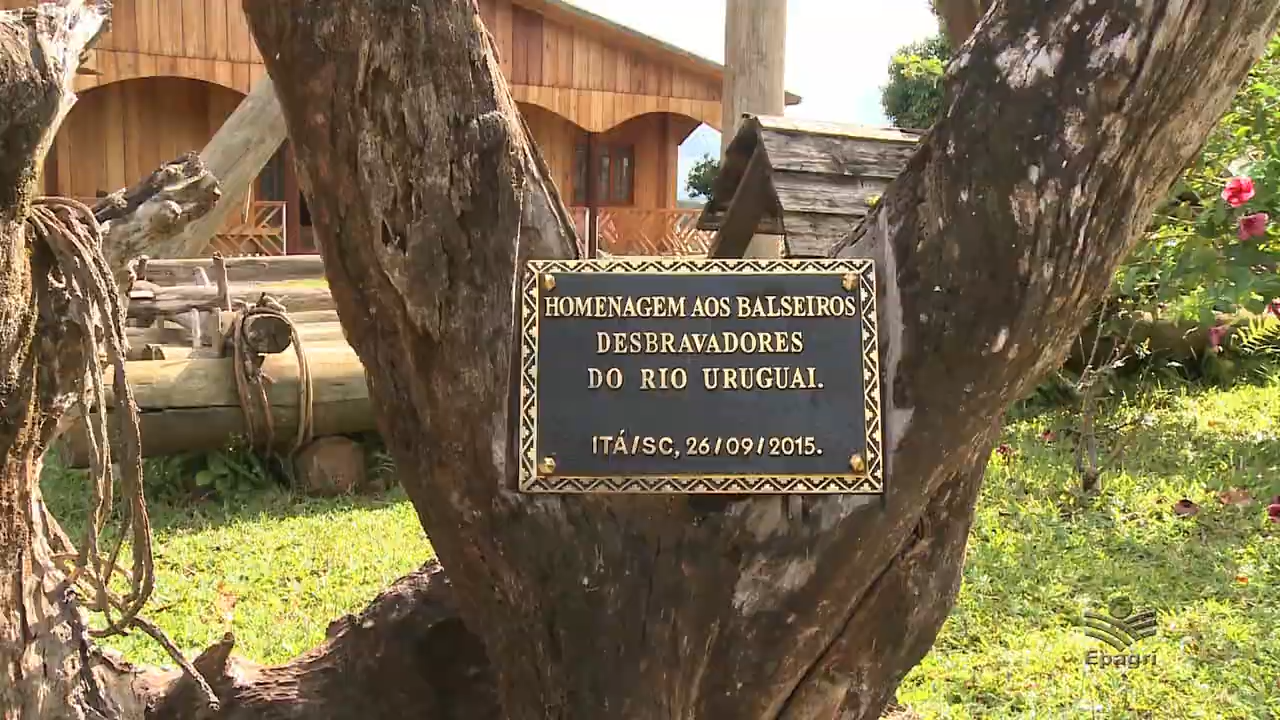 HOMENAGEM AOS BALSEIROS
DESBRAVADORES
DO RIO URUGUAI.
ITÁ/SC, 26/09/2015.
Epagri